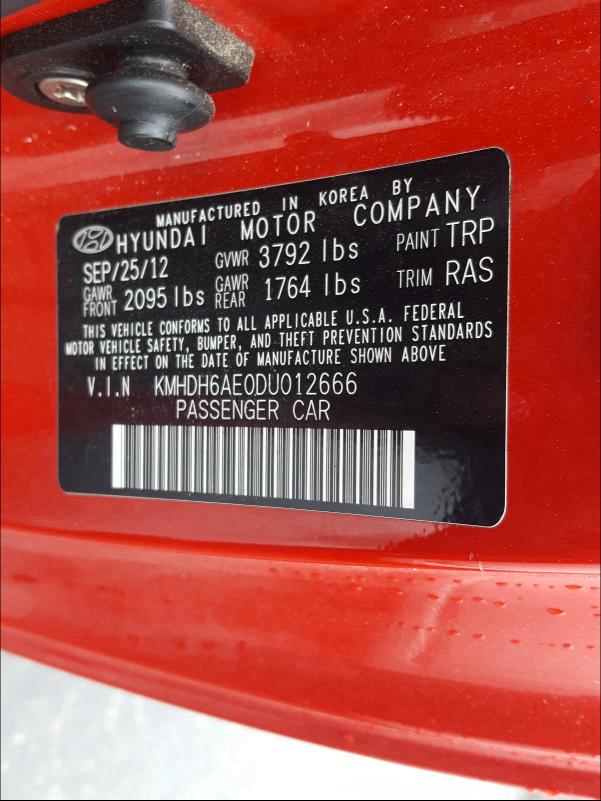 MANUFACTURED IN KOREA BY
HYUNDAI MOTOR COMPANY
SEP/25/12 GVWR 3792 lbs PAINT TRP
GAWR FRONT 2095 lbs GAWR REAR 1764 lbs TRIM RAS
THIS VEHICLE CONFORMS TO ALL APPLICABLE U.S.A. FEDERAL
MOTOR VEHICLE SAFETY, BUMPER, AND THEFT PREVENTION STANDARDS
IN EFFECT ON THE DATE OF MANUFACTURE SHOWN ABOVE
V.I.N KMHDH6AE0DU012666
PASSENGER CAR